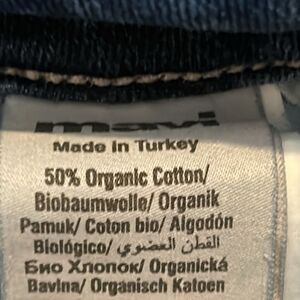 mavi
Made in Turkey
50% Organic Cotton/
Biobaumwolle/ Organik
Pamuk/ Coton bio/ Algodón
Biológico/ القطن العضوي/
Био Хлопок/ Organická
Bavlna/ Organisch Katoen